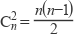 C²ₙ = n(n−1)/2